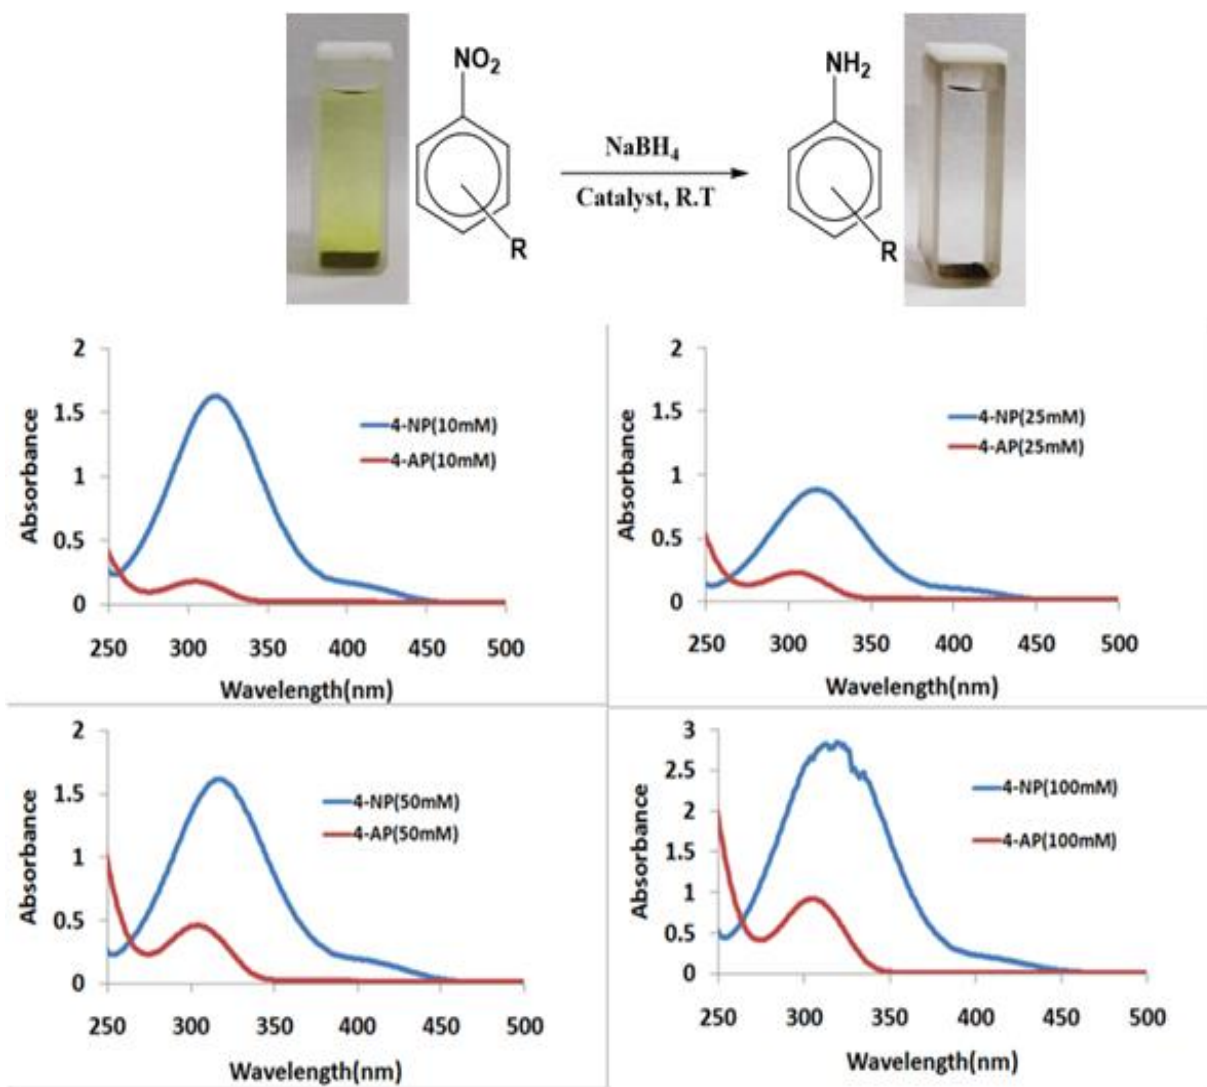 NO2
NH2
NaBH4
Catalyst, R.T
R
R
2
1.5
1
0.5
0
Absorbance
4-NP(10mM)
4-AP(10mM)
250 300 350 400 450 500
Wavelength(nm)
2
1.5
1
0.5
0
Absorbance
4-NP(25mM)
4-AP(25mM)
250 300 350 400 450 500
Wavelength(nm)
2
1.5
1
0.5
0
Absorbance
4-NP(50mM)
4-AP(50mM)
250 300 350 400 450 500
Wavelength(nm)
3
2.5
2
1.5
1
0.5
0
Absorbance
4-NP(100mM)
4-AP(100mM)
250 300 350 400 450 500
Wavelength(nm)